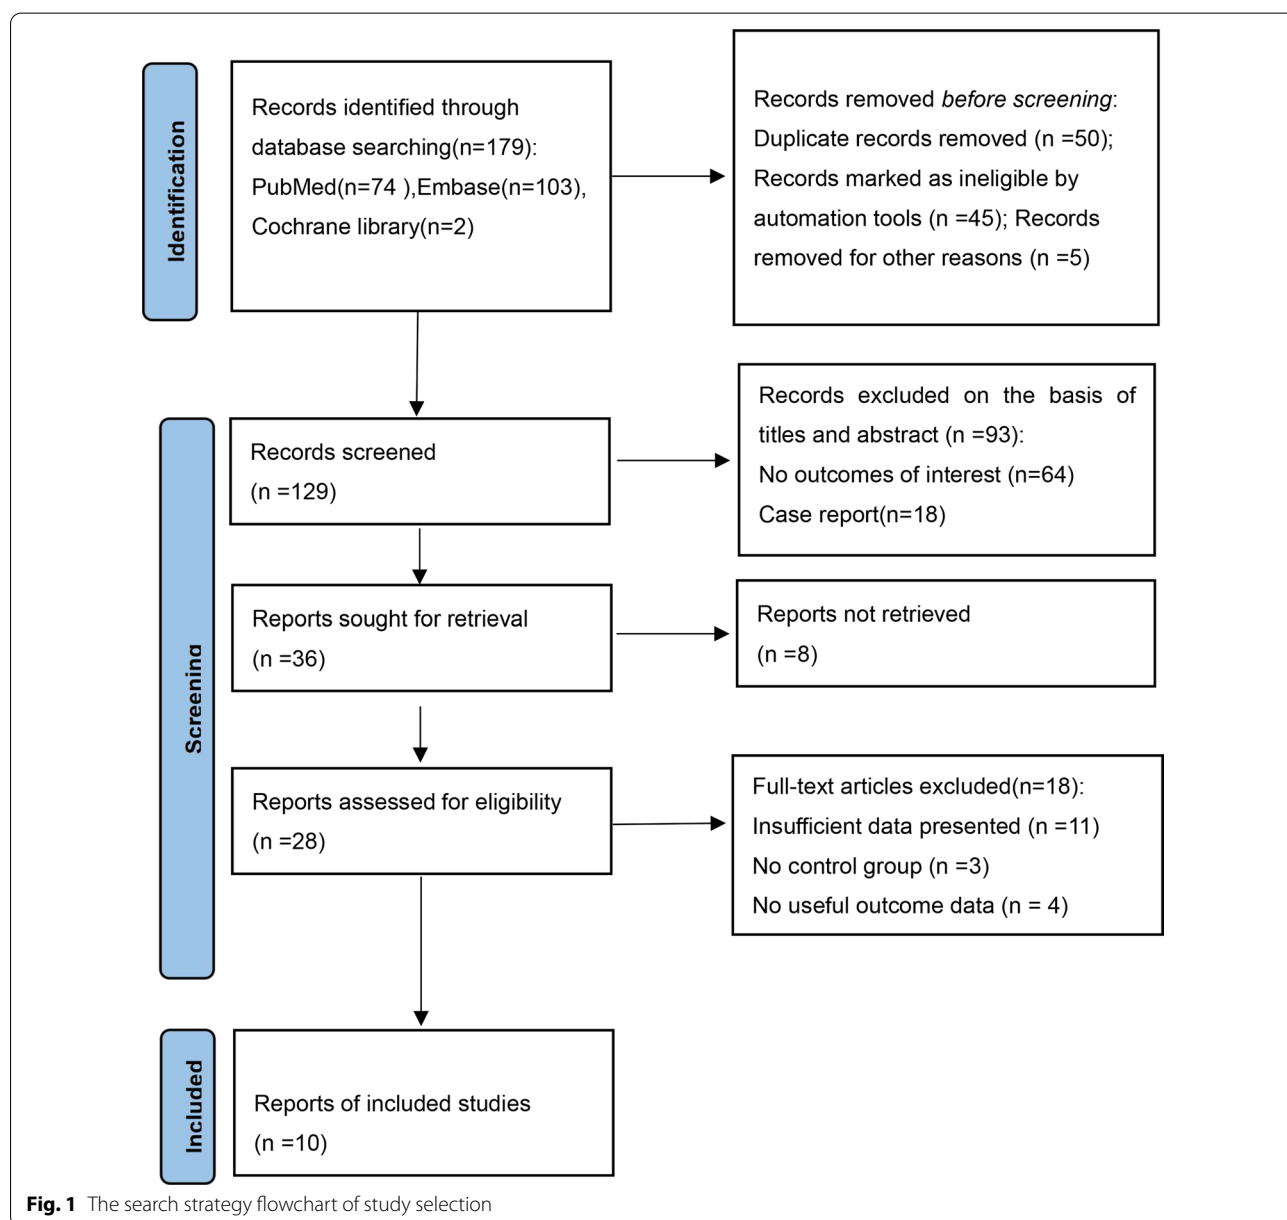 Identification
Records identified through
database searching(n=179):
PubMed(n=74 ),Embase(n=103),
Cochrane library(n=2)
Records removed before screening:
Duplicate records removed (n =50);
Records marked as ineligible by
automation tools (n =45); Records
removed for other reasons (n =5)
Screening
Records screened
(n =129)
Records excluded on the basis of
titles and abstract (n =93):
No outcomes of interest (n=64)
Case report(n=18)
Reports sought for retrieval
(n =36)
Reports not retrieved
(n =8)
Reports assessed for eligibility
(n =28)
Full-text articles excluded(n=18):
Insufficient data presented (n =11)
No control group (n =3)
No useful outcome data (n = 4)
Included
Reports of included studies
(n =10)
Fig. 1 The search strategy flowchart of study selection